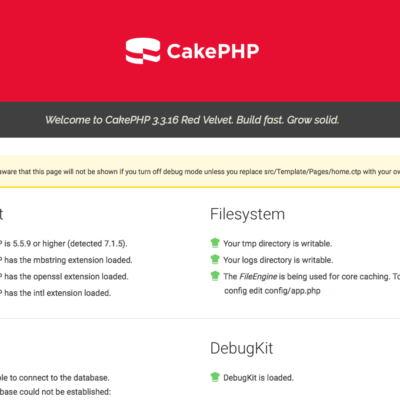 CakePHP
Welcome to CakePHP 3.3.16 Red Velvet. Build fast. Grow solid.
aware that this page will not be shown if you turn off debug mode unless you replace src/Template/Pages/home.ctp with your ow
t
Filesystem
P is 5.5.9 or higher (detected 7.1.5).
P has the mbstring extension loaded.
P has the openssl extension loaded.
P has the intl extension loaded.
Your tmp directory is writable.
Your logs directory is writable.
The FileEngine is being used for core caching. To
config edit config/app.php
DebugKit
ble to connect to the database.
base could not be established:
DebugKit is loaded.